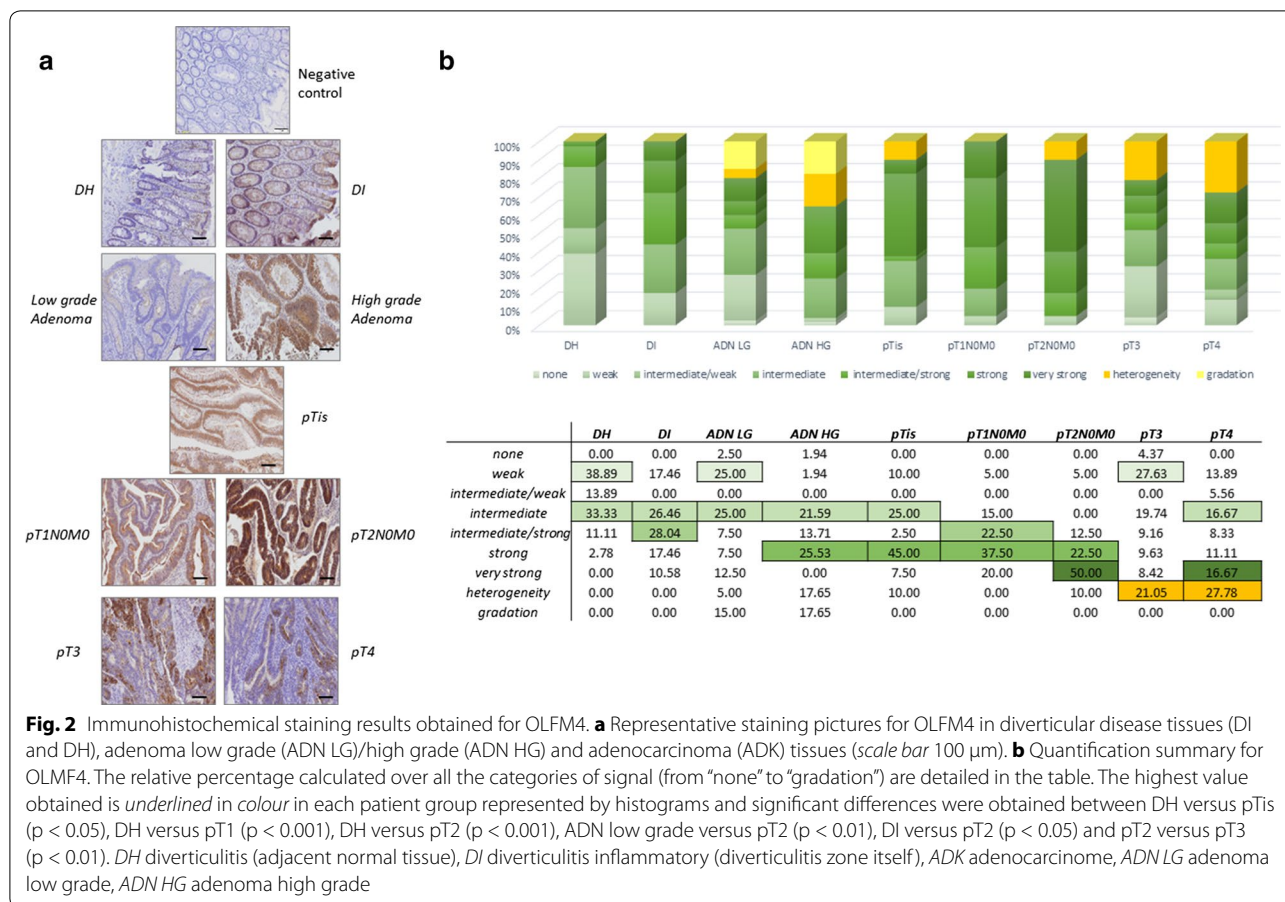 a
Negative
control
DH
DI
Low grade
Adenoma
High grade
Adenoma
pTis
pT1N0M0
pT2N0M0
pT3
pT4
b
100%
90%
80%
70%
60%
50%
40%
30%
20%
10%
0%
DH DI ADN LG ADN HG pTis pT1N0M0 pT2N0M0 pT3 pT4
none weak intermediate/weak intermediate intermediate/strong strong very strong heterogeneity gradation
DH DI ADN LG ADN HG pTis pT1N0M0 pT2N0M0 pT3 pT4
none 0.00 0.00 2.50 1.94 0.00 0.00 0.00 4.37 0.00
weak 38.89 17.46 25.00 1.94 10.00 5.00 5.00 27.63 13.89
intermediate/weak 13.89 0.00 0.00 0.00 0.00 0.00 0.00 0.00 5.56
intermediate 33.33 26.46 25.00 21.59 25.00 15.00 0.00 19.74 16.67
intermediate/strong 11.11 28.04 7.50 13.71 2.50 22.50 12.50 9.16 8.33
strong 2.78 17.46 7.50 25.53 45.00 37.50 22.50 9.63 11.11
very strong 0.00 10.58 12.50 0.00 7.50 20.00 50.00 8.42 16.67
heterogeneity 0.00 0.00 5.00 17.65 10.00 0.00 10.00 21.05 27.78
gradation 0.00 0.00 15.00 17.65 0.00 0.00 0.00 0.00 0.00
Fig. 2 Immunohistochemical staining results obtained for OLFM4. a Representative staining pictures for OLFM4 in diverticular disease tissues (DI
and DH), adenoma low grade (ADN LG)/high grade (ADN HG) and adenocarcinoma (ADK) tissues (scale bar 100 µm). b Quantification summary for
OLMF4. The relative percentage calculated over all the categories of signal (from “none” to “gradation”) are detailed in the table. The highest value
obtained is underlined in colour in each patient group represented by histograms and significant differences were obtained between DH versus pTis
(p < 0.05), DH versus pT1 (p < 0.001), DH versus pT2 (p < 0.001), ADN low grade versus pT2 (p < 0.01), DI versus pT2 (p < 0.05) and pT2 versus pT3
(p < 0.01). DH diverticulitis (adjacent normal tissue), DI diverticulitis inflammatory (diverticulitis zone itself), ADK adenocarcinome, ADN LG adenoma
low grade, ADN HG adenoma high grade